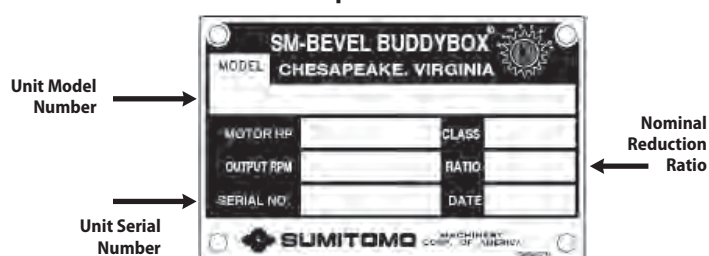 SM-BEVEL BUDDYBOX
MODEL CHESAPEAKE, VIRGINIA
Unit Model
Number
MOTOR HP CLASS
OUTPUT RPM RATIO
Nominal
Reduction
Ratio
SERIAL NO. DATE
Unit Serial
Number
SUMITOMO MACHINERY
CORP. OF AMERICA